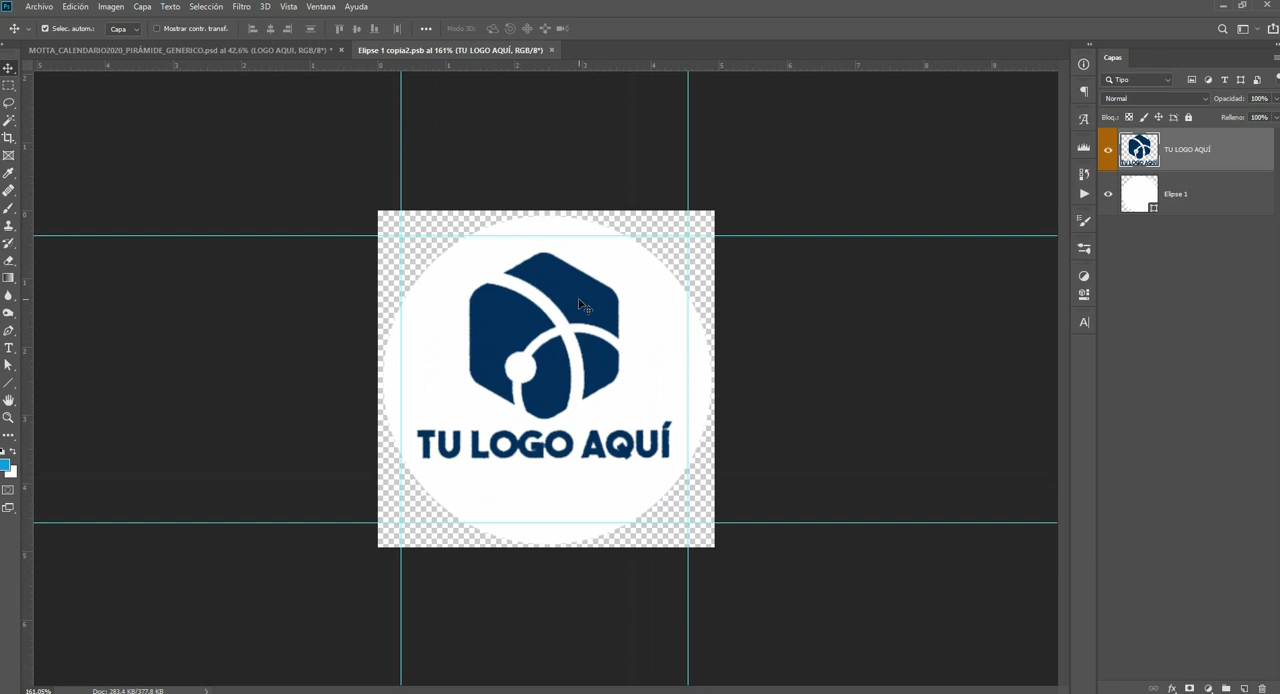 Archivo Edición Imagen Capa Texto Selección Filtro 3D Vista Ventana Ayuda
Selec. autom.: Capa Mostrar contr. transf. Modo 3D:
MOTTA_CALENDARIO2020_PIRÁMIDE_GENERICO.psd al 42,6% (LOGO AQUI, RGB/8*) * × Elipse 1 copia2.psb al 161% (TU LOGO AQUÍ, RGB/8*) ×
Capas
Tipo
Normal Opacidad: 100%
Bloq.: Relleno: 100%
TU LOGO AQUÍ
Elipse 1
TU LOGO AQUÍ
161.05% Doc: 283.4 KB/377.8 KB